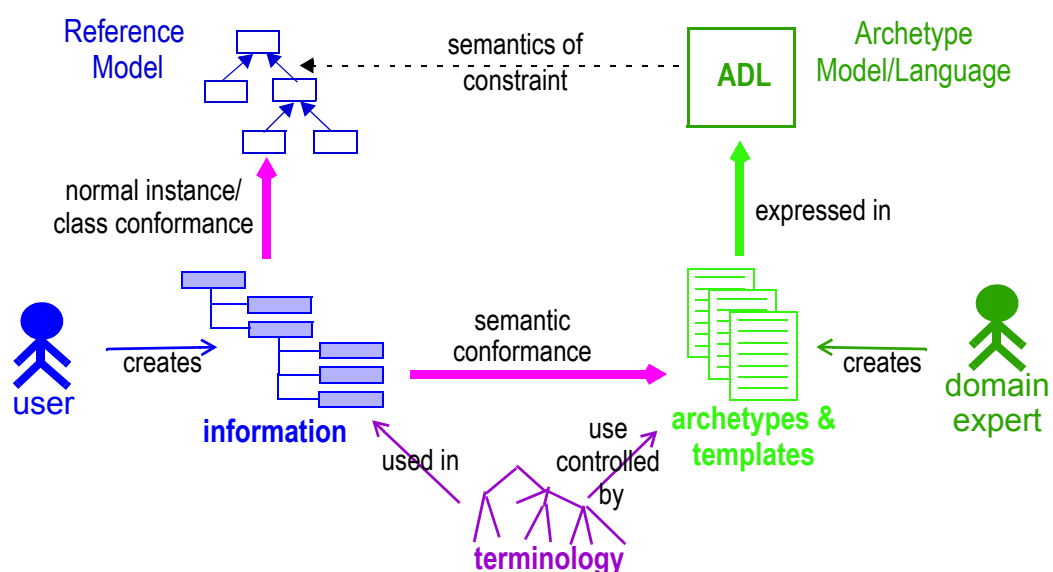 Reference
Model
semantics of
constraint
ADL
Archetype
Model/Language
normal instance/
class conformance
expressed in
creates
user
information
semantic
conformance
archetypes &
templates
creates
domain
expert
used in
use
controlled
by
terminology